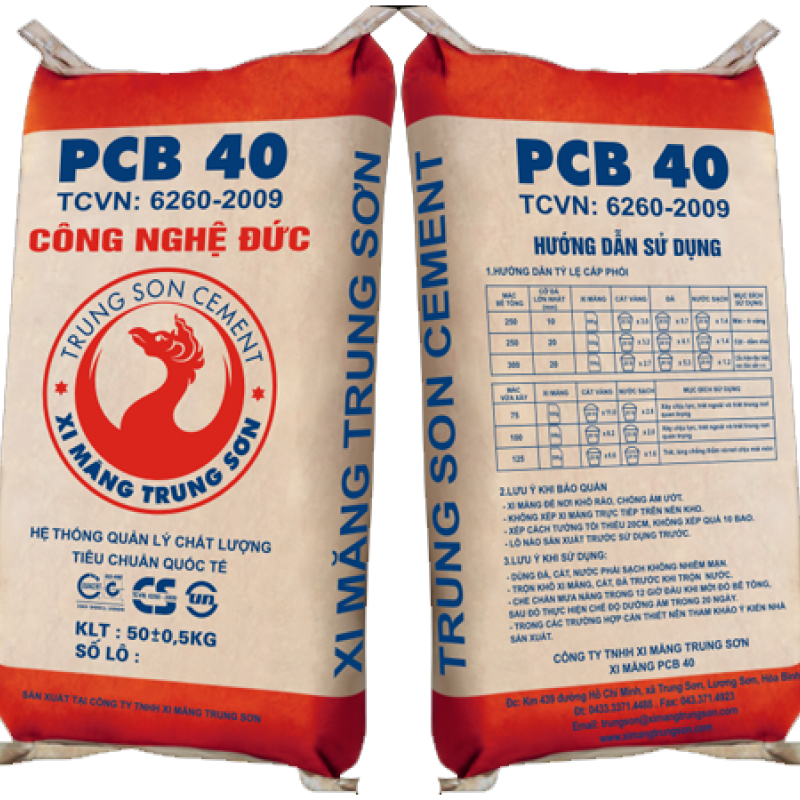 PCB 40
TCVN: 6260-2009
CÔNG NGHỆ ĐỨC
TRUNG SON CEMENT
XI MĂNG TRUNG SƠN
HỆ THỐNG QUẢN LÝ CHẤT LƯỢNG
TIÊU CHUẨN QUỐC TẾ
CS
un
KLT : 50±0,5KG
SỐ LÔ :
SẢN XUẤT TẠI CÔNG TY TNHH XI MĂNG TRUNG SƠN
XI MĂNG TRUNG SƠN
TRUNG SON CEMENT
PCB 40
TCVN: 6260-2009
HƯỚNG DẪN SỬ DỤNG
1.HƯỚNG DẪN TỶ LỆ CẤP PHỐI
MAC BÊ TÔNG CỠ ĐÁ LỚN NHẤT (mm) XI MĂNG CÁT VÀNG ĐÁ NƯỚC SẠCH MỤC ĐÍCH SỬ DỤNG
250 10
250 20
300 20
MAC VỮA XÂY XI MĂNG CÁT VÀNG NƯỚC SẠCH MỤC ĐÍCH SỬ DỤNG
75
100
125
2.LƯU Ý KHI BẢO QUẢN
- XI MĂNG ĐỂ NƠI KHÔ RÁO, CHỐNG ẨM ƯỚT.
- KHÔNG XẾP XI MĂNG TRỰC TIẾP TRÊN NỀN KHO.
- XẾP CÁCH TƯỜNG TỐI THIỂU 20CM, KHÔNG XẾP QUÁ 10 BAO.
- LÔ NÀO SẢN XUẤT TRƯỚC SỬ DỤNG TRƯỚC.
3.LƯU Ý KHI SỬ DỤNG:
- DÙNG ĐÁ, CÁT, NƯỚC PHẢI SẠCH KHÔNG NHIỄM MẶN.
- TRỘN KHÔ XI MĂNG, CÁT, ĐÁ TRƯỚC KHI TRỘN NƯỚC.
- CHE CHẮN MƯA NẮNG TRONG 12 GIỜ ĐẦU KHI MỚI ĐỔ BÊ TÔNG,
SAU ĐÓ THỰC HIỆN CHẾ ĐỘ DƯỠNG ẨM TRONG 20 NGÀY.
- TRONG CÁC TRƯỜNG HỢP CẦN THIẾT NÊN THAM KHẢO Ý KIẾN NHÀ
SẢN XUẤT.
CÔNG TY TNHH XI MĂNG TRUNG SƠN
XI MĂNG PCB 40
Đc: Km 439 đường Hồ Chí Minh, xã Trung Sơn, Lương Sơn, Hòa Bình
Đt: 0433.3371.4488 , Fax: 043.371.4923
Email: trungson@ximangtrungson.com
www.ximangtrungson.com